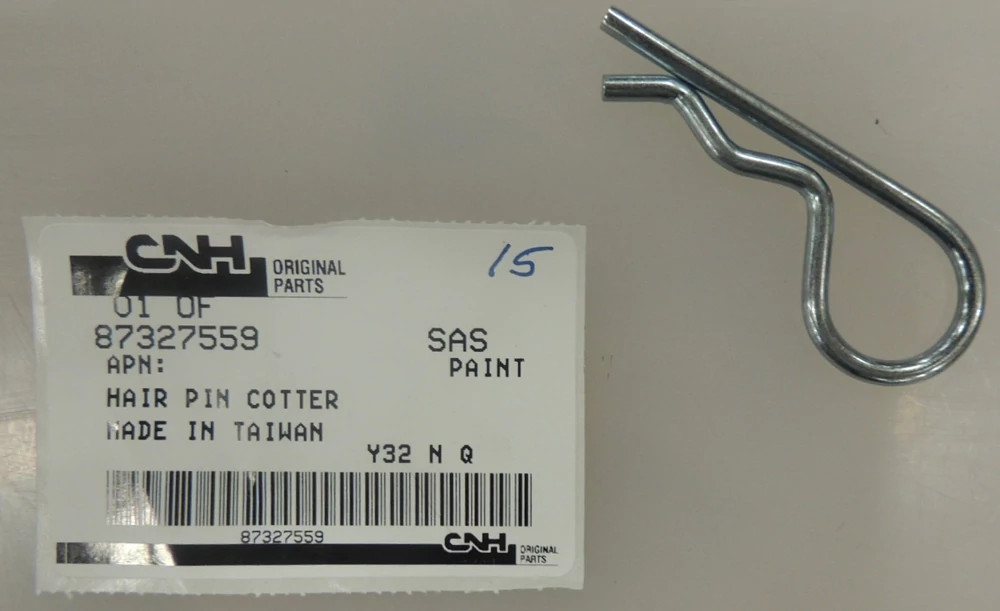 CNH ORIGINAL PARTS
15
01 OF
87327559 SAS
APN: PAINT
HAIR PIN COTTER
MADE IN TAIWAN
Y32 N Q
87327559
CNH ORIGINAL PARTS